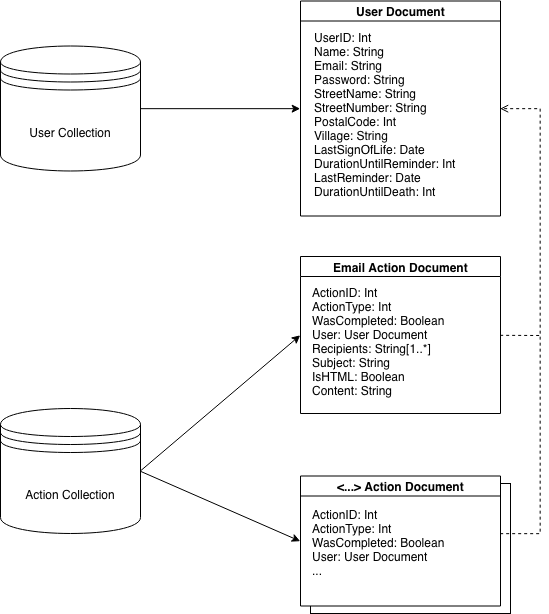 User Document
UserID: Int
Name: String
Email: String
Password: String
StreetName: String
StreetNumber: String
PostalCode: Int
Village: String
LastSignOfLife: Date
DurationUntilReminder: Int
LastReminder: Date
DurationUntilDeath: Int
User Collection
Email Action Document
ActionID: Int
ActionType: Int
WasCompleted: Boolean
User: User Document
Recipients: String[1..*]
Subject: String
IsHTML: Boolean
Content: String
Action Collection
<...> Action Document
ActionID: Int
ActionType: Int
WasCompleted: Boolean
User: User Document
...